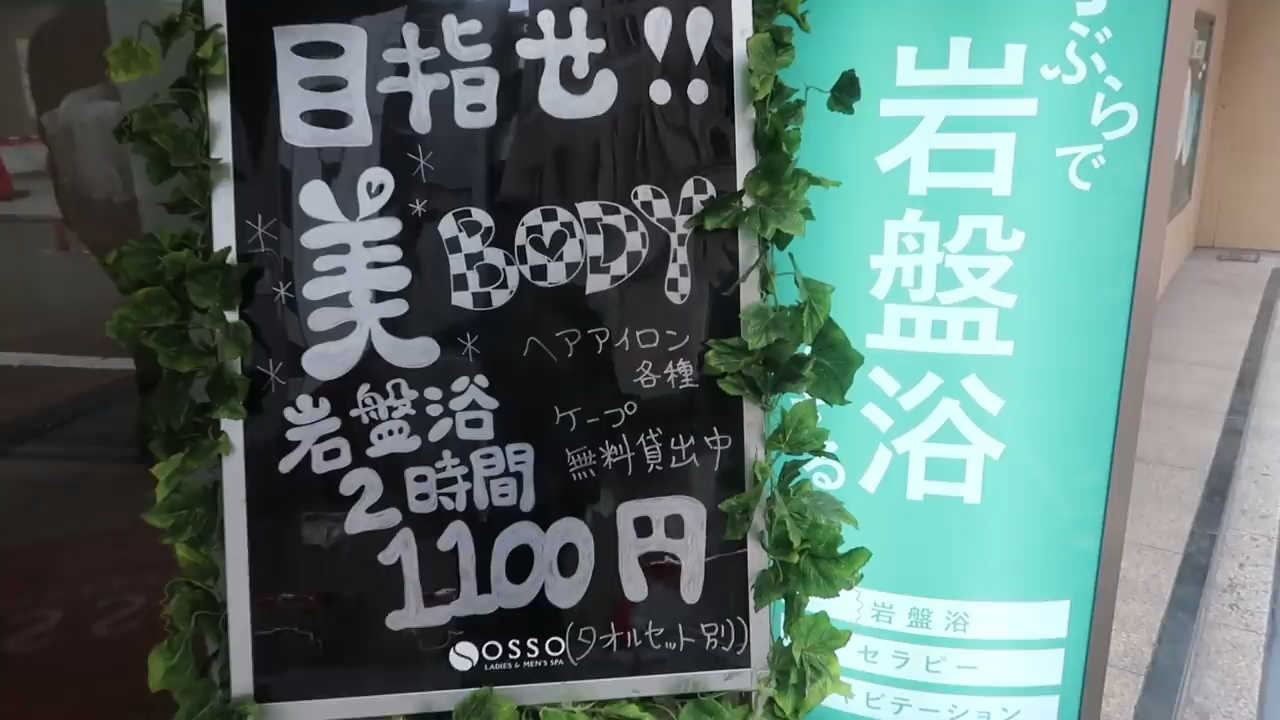 目指せ!!
美BODY
ヘアアイロン
各種
ケープ
無料貸出中
岩盤浴
2時間
1100円
(タオルセット別)
OSSO
LADIES & MEN'S SPA
ぶらで
岩盤浴
る
岩盤浴
セラピー
ビテーション